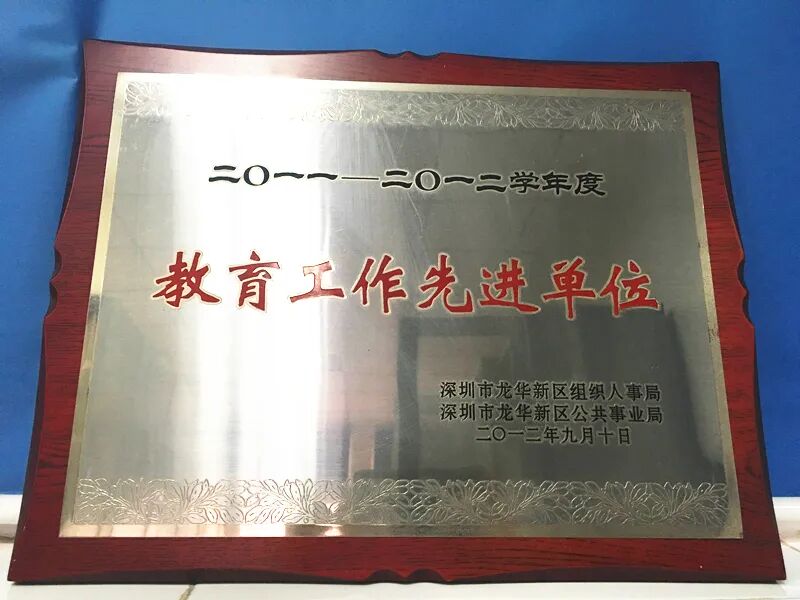 二〇一一—二〇一二学年度
教育工作先进单位
深圳市龙华新区组织人事局
深圳市龙华新区公共事业局
二〇一二年九月十日